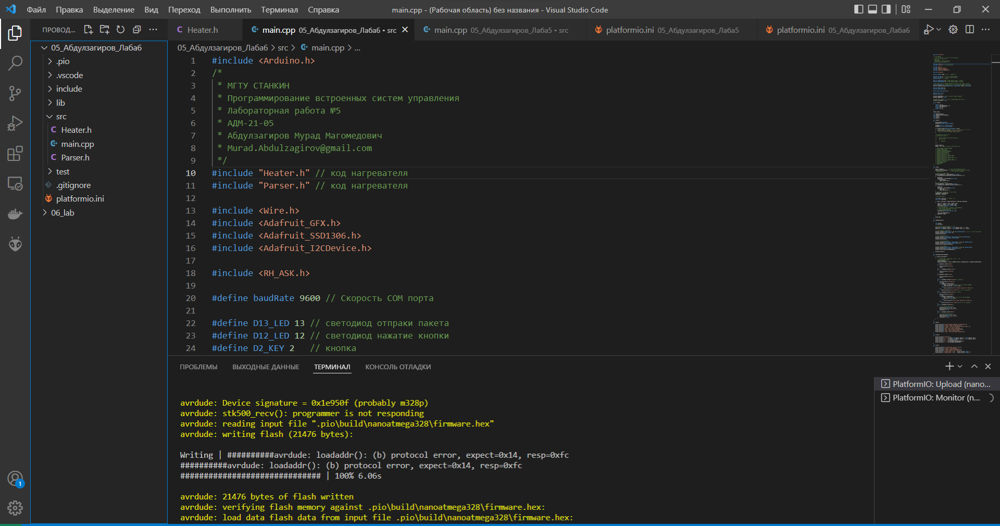 Файл Правка Выделение Вид Переход Выполнить Терминал Справка
main.cpp - (Рабочая область) без названия - Visual Studio Code
ПРОВОД...
Heater.h
main.cpp 05_Абдулзагиров_Лаба6 • src
main.cpp 05_Абдулзагиров_Лаба5 • src
platformio.ini 05_Абдулзагиров_Лаба5
platformio.ini 05_Абдулзагиров_Лаба6
05_Абдулзагиров_Лаба6
.pio
.vscode
include
lib
src
Heater.h
main.cpp
Parser.h
test
.gitignore
platformio.ini
06_lab
1
05_Абдулзагиров_Лаба6 > src > main.cpp > ...
1 #include <Arduino.h>
2 /*
3 * МГТУ СТАНКИН
4 * Программирование встроенных систем управления
5 * Лабораторная работа №5
6 * АДМ-21-05
7 * Абдулзагиров Мурад Магомедович
8 * Murad.Abdulzagirov@gmail.com
9 */
10 #include "Heater.h" // код нагревателя
11 #include "Parser.h" // код нагревателя
12
13 #include <Wire.h>
14 #include <Adafruit_GFX.h>
15 #include <Adafruit_SSD1306.h>
16 #include <Adafruit_I2CDevice.h>
17
18 #include <RH_ASK.h>
19
20 #define baudRate 9600 // Скорость COM порта
21
22 #define D13_LED 13 // светодиод отпраки пакета
23 #define D12_LED 12 // светодиод нажатие кнопки
24 #define D2_KEY 2 // кнопка
ПРОБЛЕМЫ ВЫХОДНЫЕ ДАННЫЕ ТЕРМИНАЛ КОНСОЛЬ ОТЛАДКИ
avrdude: Device signature = 0x1e950f (probably m328p)
avrdude: stk500_recv(): programmer is not responding
avrdude: reading input file ".pio\build\nanoatmega328\firmware.hex"
avrdude: writing flash (21476 bytes):
Writing | ##########avrdude: loadaddr(): (b) protocol error, expect=0x14, resp=0xfc
##########avrdude: loadaddr(): (b) protocol error, expect=0x14, resp=0xfc
############################## | 100% 6.06s
avrdude: 21476 bytes of flash written
avrdude: verifying flash memory against .pio\build\nanoatmega328\firmware.hex:
avrdude: load data flash data from input file .pio\build\nanoatmega328\firmware.hex:
PlatformIO: Upload (nano...
PlatformIO: Monitor (n...